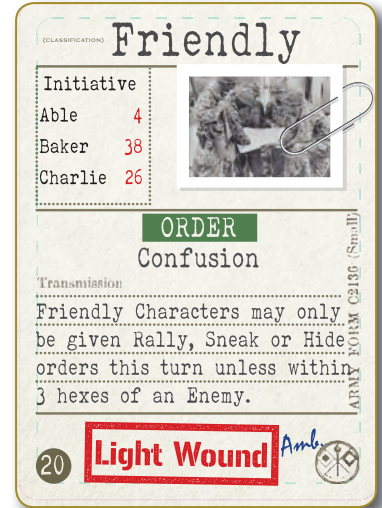 (CLASSIFICATION) Friendly
Initiative
Able 4
Baker 38
Charlie 26
ORDER
Confusion
Transmission
Friendly Characters may only
be given Rally, Sneak or Hide
orders this turn unless within
3 hexes of an Enemy.
ARMY FORM C2136 (Small)
Light Wound
Amb.
20